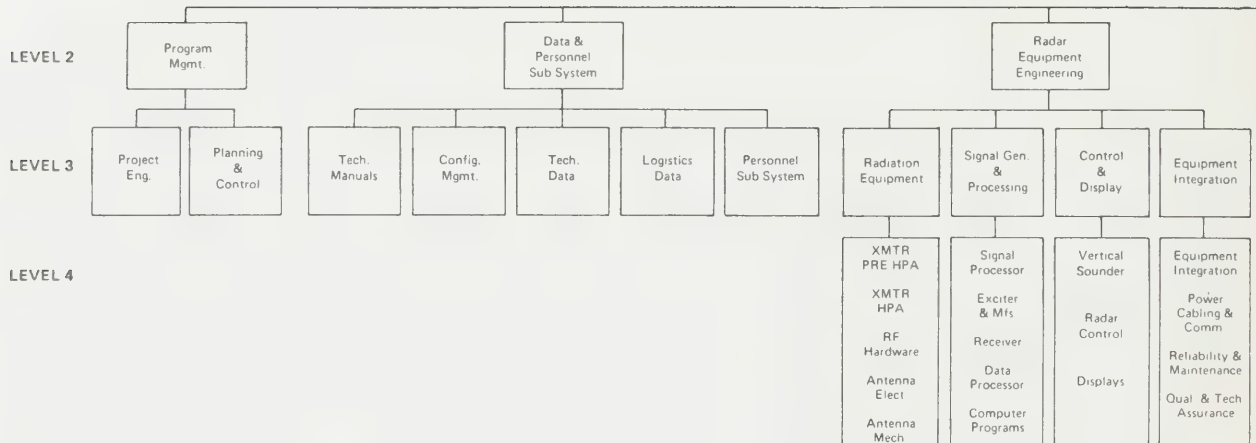 LEVEL 2
Program
Mgmt.
Data &
Personnel
Sub System
Radar
Equipment
Engineering
LEVEL 3
Project
Eng.
Planning
&
Control
Tech.
Manuals
Config.
Mgmt.
Tech.
Data
Logistics
Data
Personnel
Sub System
Radiation
Equipment
Signal Gen.
&
Processing
Control
&
Display
Equipment
Integration
LEVEL 4
XMTR
PRE HPA
XMTR
HPA
RF
Hardware
Antenna
Elect
Antenna
Mech
Signal
Processor
Exciter
& Mfs
Receiver
Data
Processor
Computer
Programs
Vertical
Sounder
Radar
Control
Displays
Equipment
Integration
Power
Cabling &
Comm
Reliability &
Maintenance
Qual & Tech
Assurance